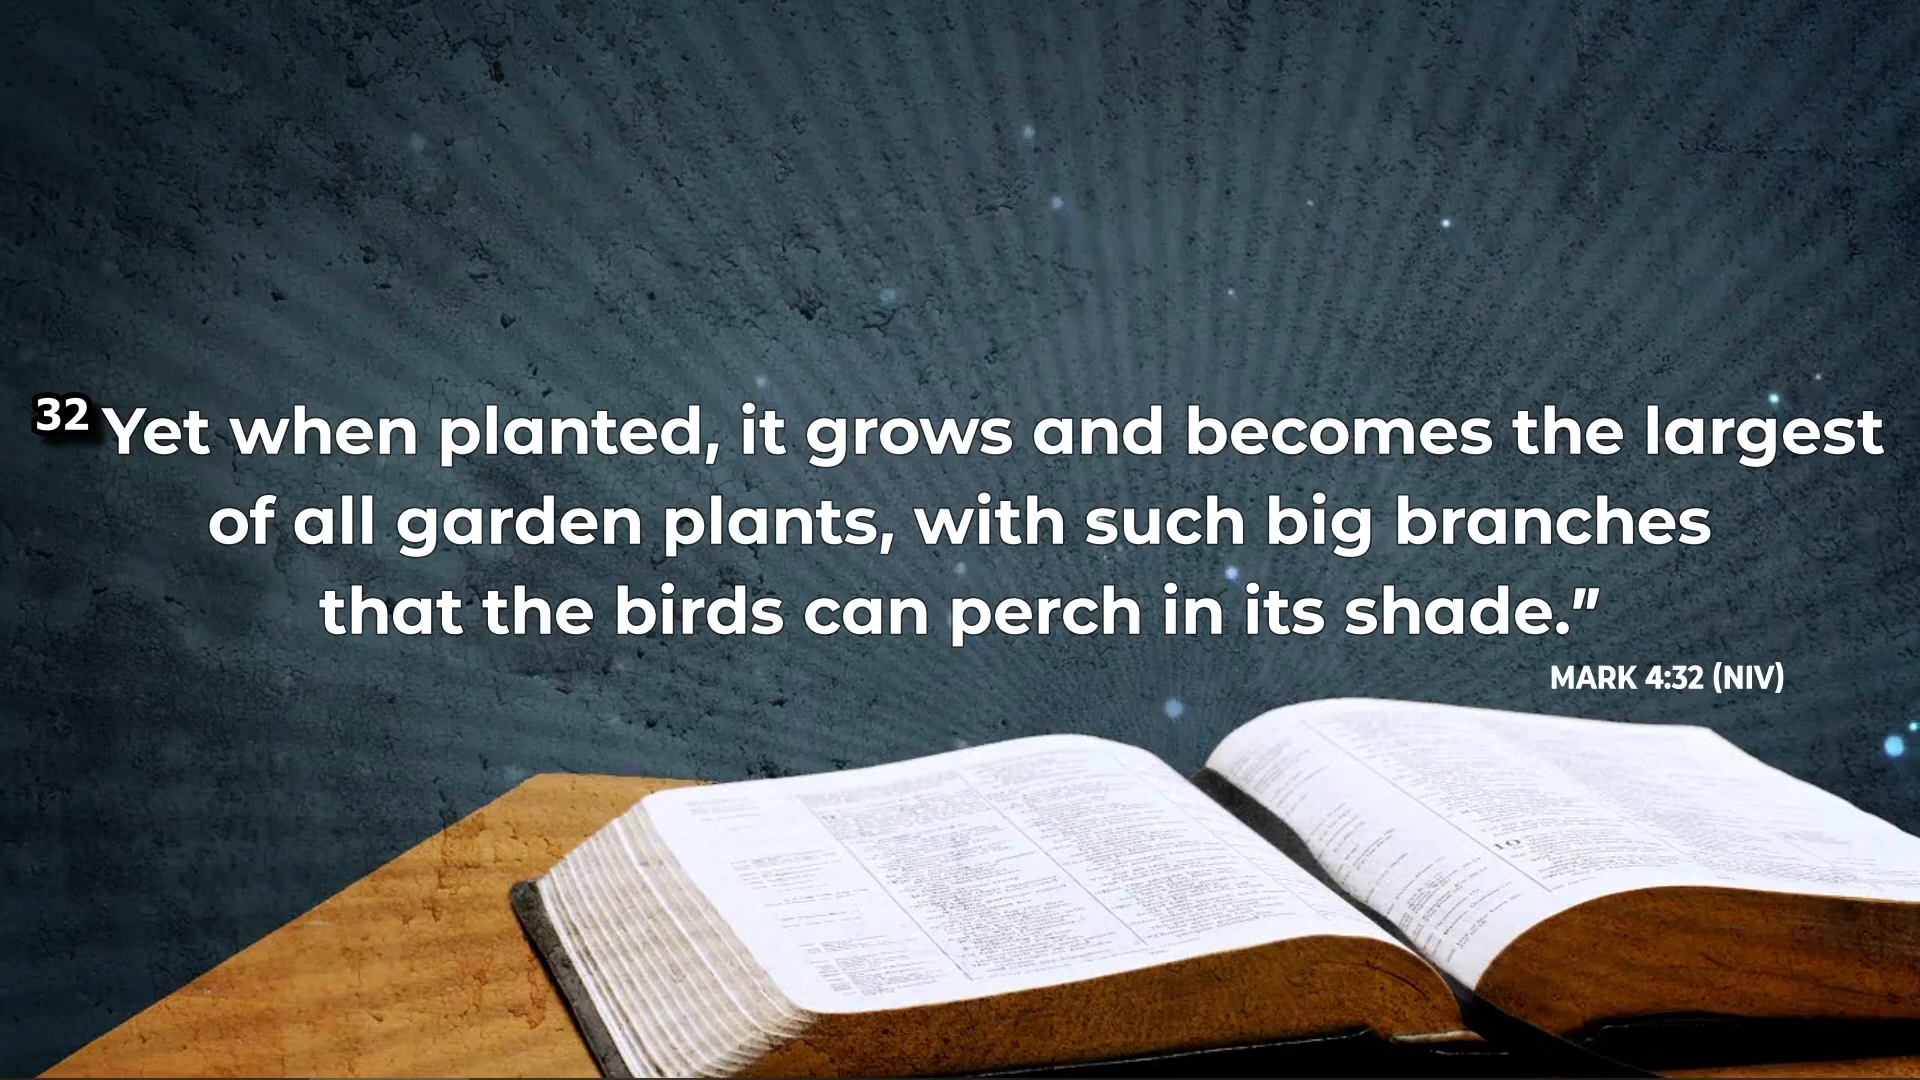 32 Yet when planted, it grows and becomes the largest
of all garden plants, with such big branches
that the birds can perch in its shade."
MARK 4:32 (NIV)
10